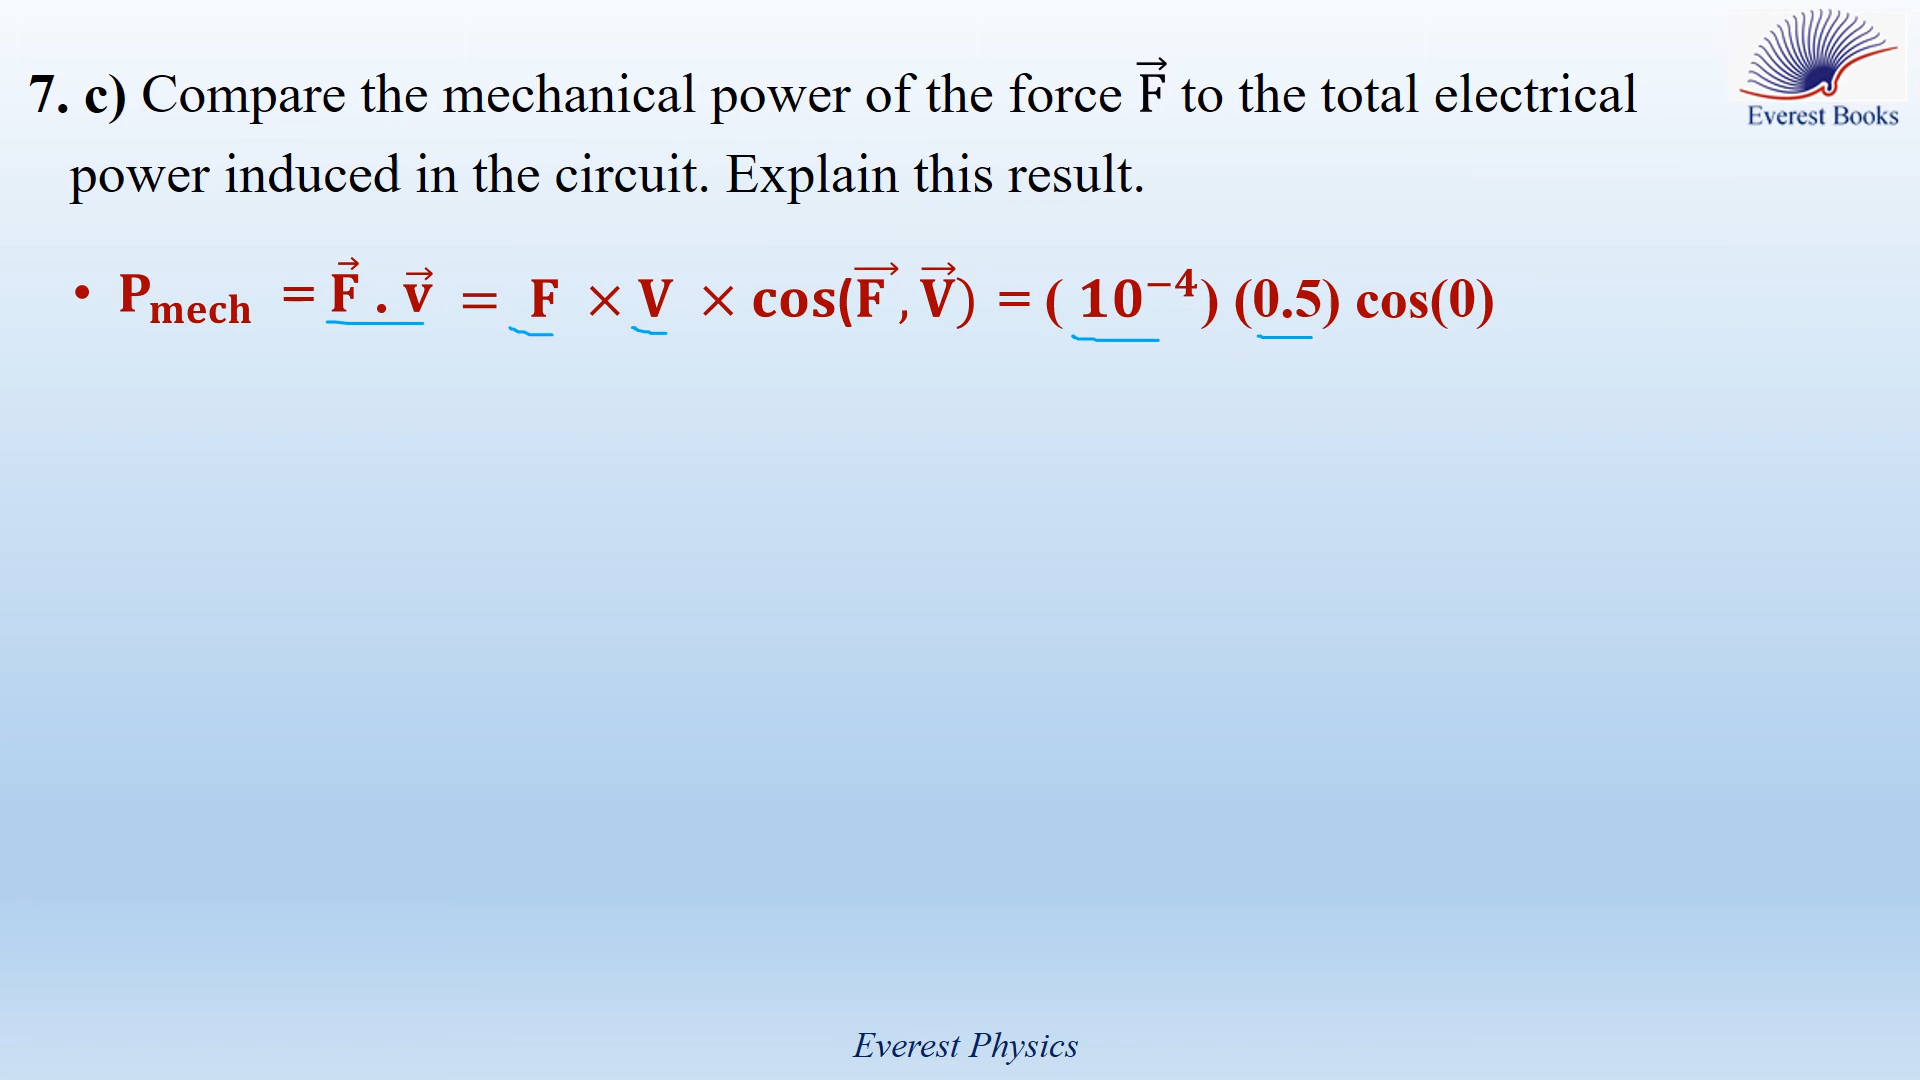 Everest Books
7. c) Compare the mechanical power of the force F⃗ to the total electrical
power induced in the circuit. Explain this result.
• P_mech = F⃗ . v⃗ = F × V × cos(F⃗ , V⃗) = ( 10⁻⁴) (0.5) cos(0)
Everest Physics